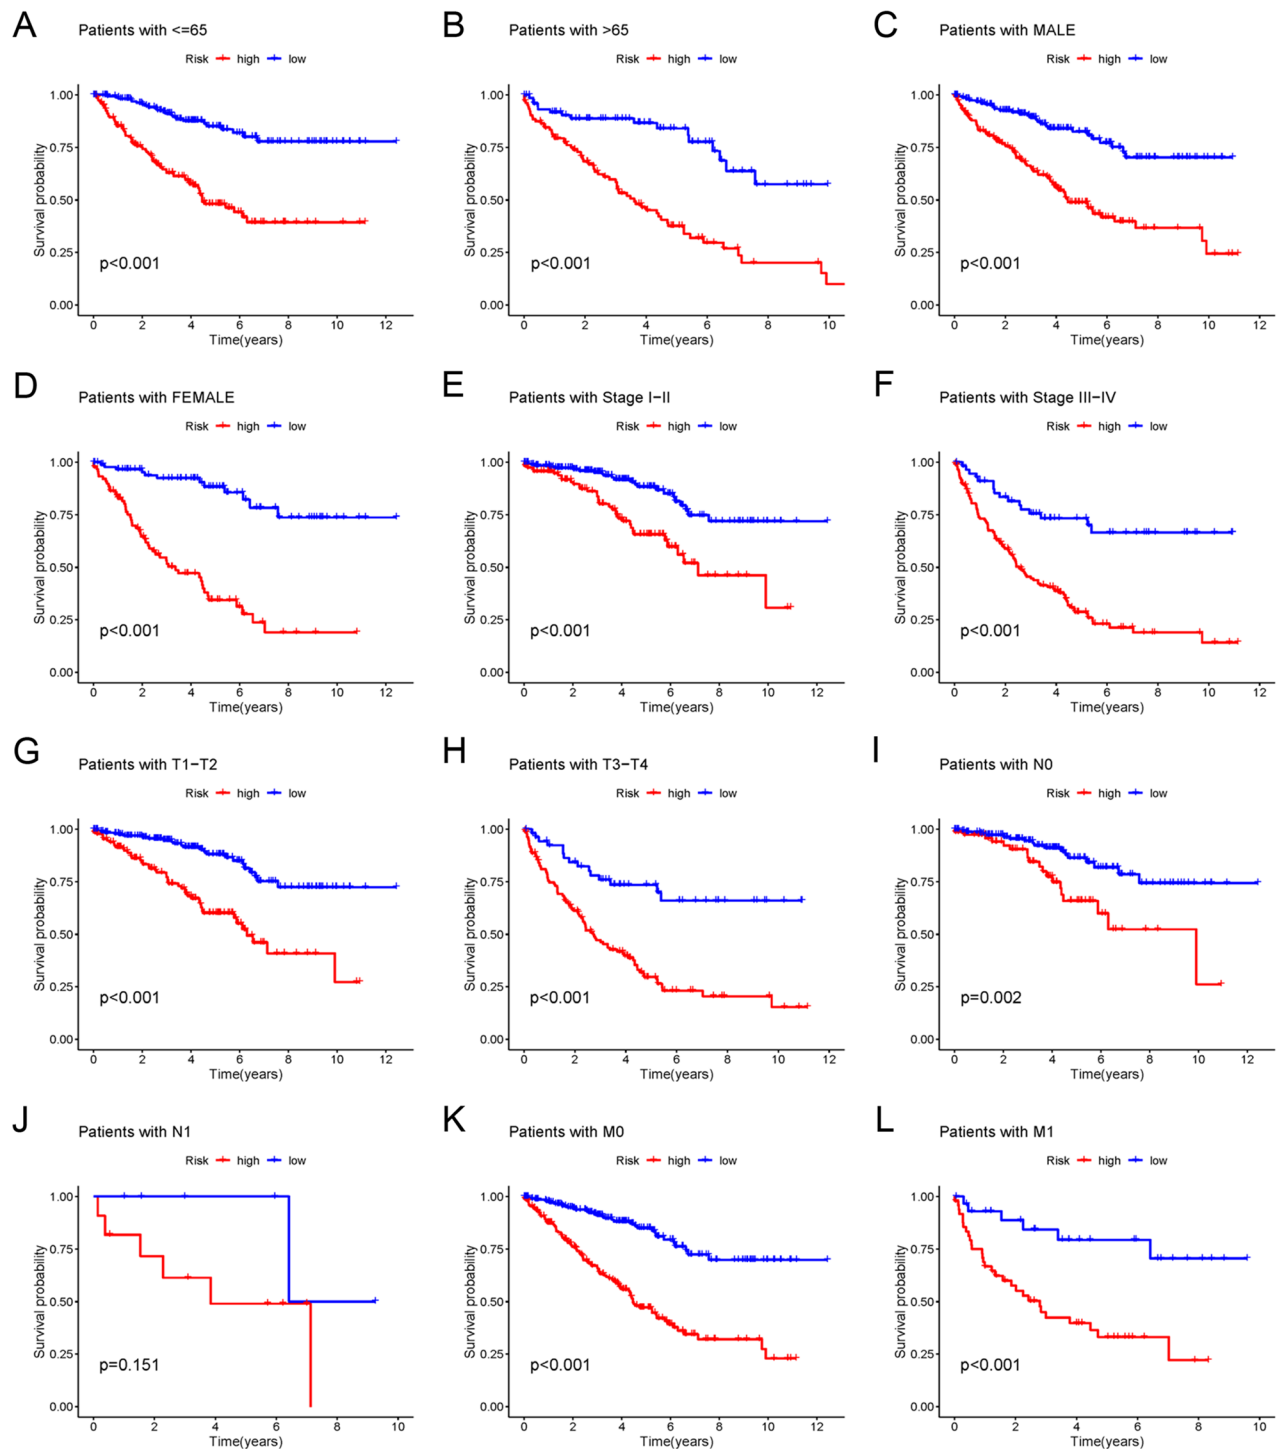 A
Patients with <=65
Risk high low
1.00
0.75
0.50
0.25
0.00
Survival probability
p<0.001
0 2 4 6 8 10 12
Time(years)
B
Patients with >65
Risk high low
1.00
0.75
0.50
0.25
0.00
Survival probability
p<0.001
0 2 4 6 8 10
Time(years)
C
Patients with MALE
Risk high low
1.00
0.75
0.50
0.25
0.00
Survival probability
p<0.001
0 2 4 6 8 10 12
Time(years)
D
Patients with FEMALE
Risk high low
1.00
0.75
0.50
0.25
0.00
Survival probability
p<0.001
0 2 4 6 8 10 12
Time(years)
E
Patients with Stage I−II
Risk high low
1.00
0.75
0.50
0.25
0.00
Survival probability
p<0.001
0 2 4 6 8 10 12
Time(years)
F
Patients with Stage III−IV
Risk high low
1.00
0.75
0.50
0.25
0.00
Survival probability
p<0.001
0 2 4 6 8 10 12
Time(years)
G
Patients with T1−T2
Risk high low
1.00
0.75
0.50
0.25
0.00
Survival probability
p<0.001
0 2 4 6 8 10 12
Time(years)
H
Patients with T3−T4
Risk high low
1.00
0.75
0.50
0.25
0.00
Survival probability
p<0.001
0 2 4 6 8 10 12
Time(years)
I
Patients with N0
Risk high low
1.00
0.75
0.50
0.25
0.00
Survival probability
p=0.002
0 2 4 6 8 10 12
Time(years)
J
Patients with N1
Risk high low
1.00
0.75
0.50
0.25
0.00
Survival probability
p=0.151
0 2 4 6 8 10
Time(years)
K
Patients with M0
Risk high low
1.00
0.75
0.50
0.25
0.00
Survival probability
p<0.001
0 2 4 6 8 10 12
Time(years)
L
Patients with M1
Risk high low
1.00
0.75
0.50
0.25
0.00
Survival probability
p<0.001
0 2 4 6 8 10
Time(years)